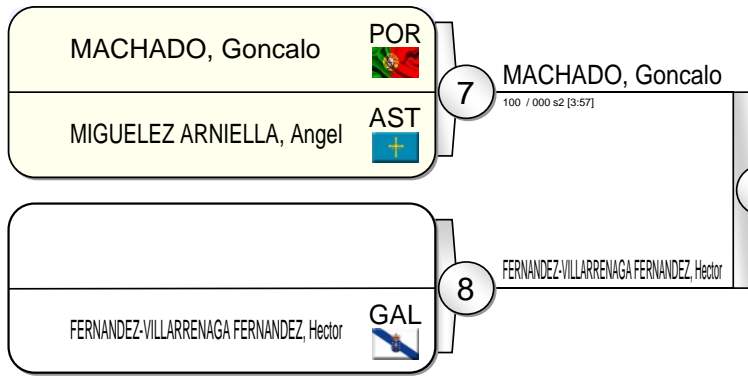 MACHADO, Goncalo POR
MIGUELEZ ARNIELLA, Angel AST
7
MACHADO, Goncalo
100 / 000 s2 [3:57]
FERNANDEZ-VILLARRENAGA FERNANDEZ, Hector GAL
8
FERNANDEZ-VILLARRENAGA FERNANDEZ, Hector